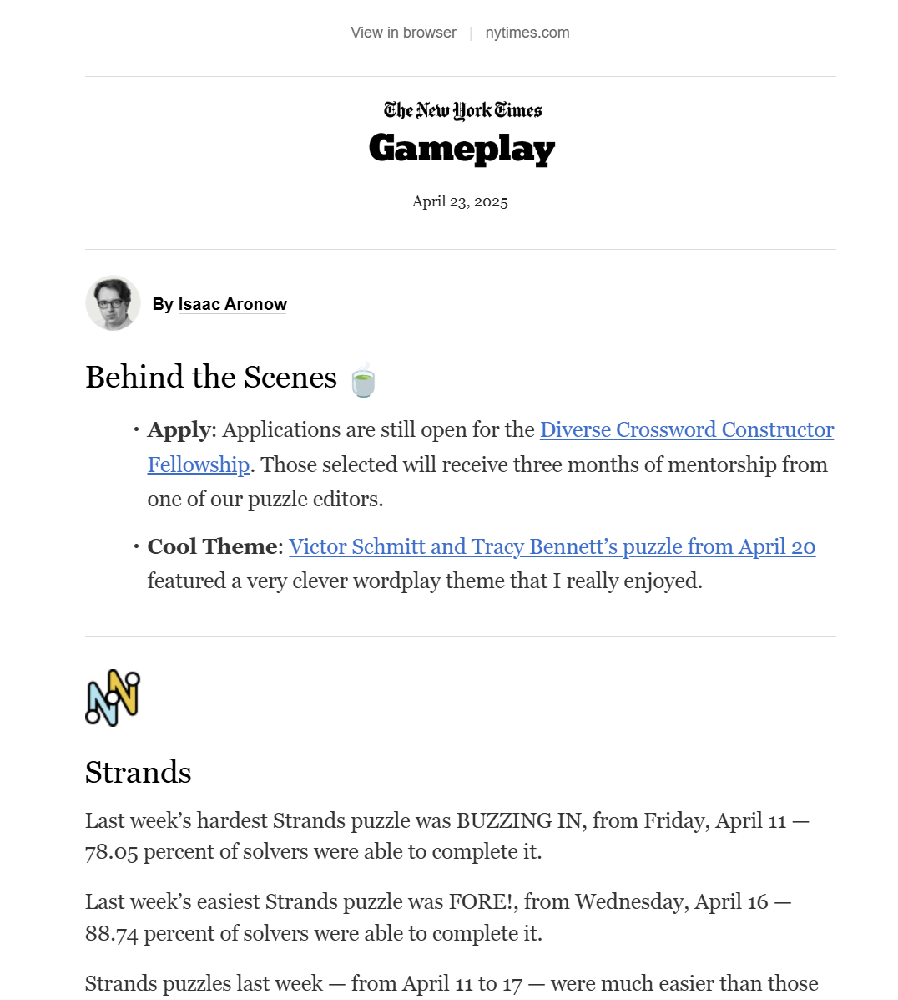 View in browser | nytimes.com
The New York Times
Gameplay
April 23, 2025
By Isaac Aronow
Behind the Scenes 🍵
• Apply: Applications are still open for the Diverse Crossword Constructor
Fellowship. Those selected will receive three months of mentorship from
one of our puzzle editors.
• Cool Theme: Victor Schmitt and Tracy Bennett’s puzzle from April 20
featured a very clever wordplay theme that I really enjoyed.
Strands
Last week’s hardest Strands puzzle was BUZZING IN, from Friday, April 11 —
78.05 percent of solvers were able to complete it.
Last week’s easiest Strands puzzle was FORE!, from Wednesday, April 16 —
88.74 percent of solvers were able to complete it.
Strands puzzles last week — from April 11 to 17 — were much easier than those